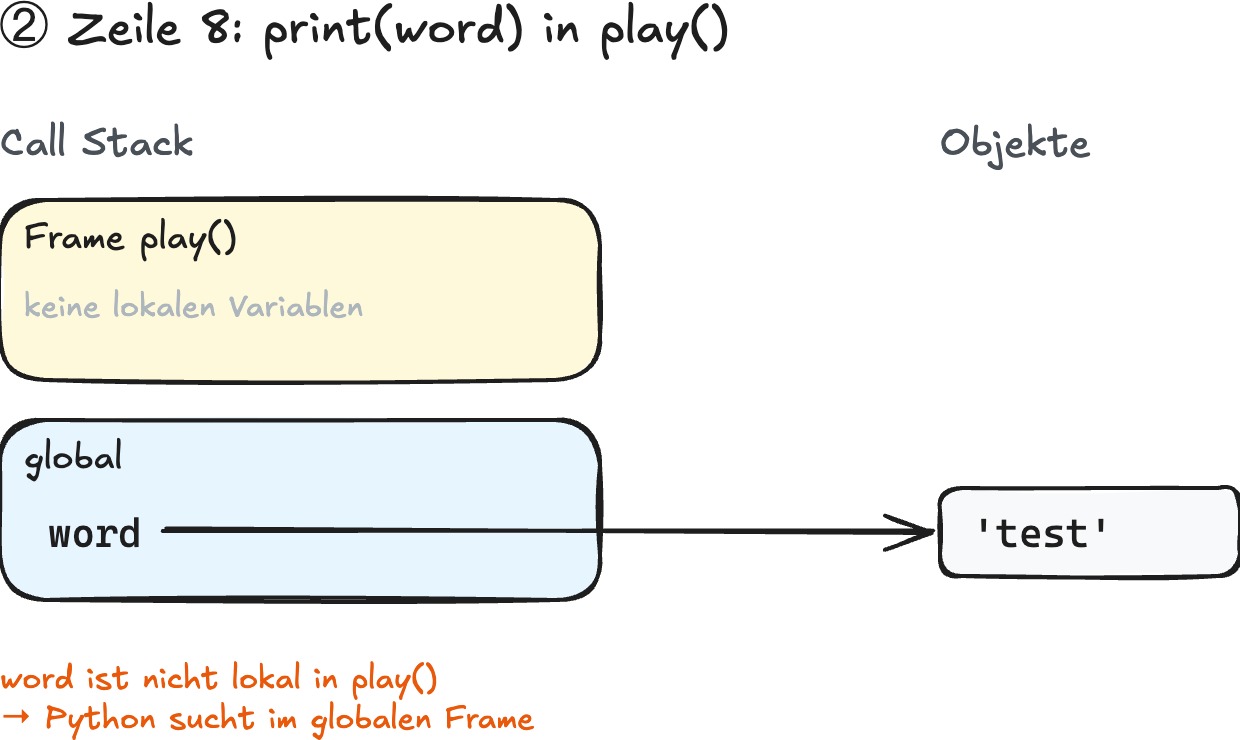 ② Zeile 8: print(word) in play()
Call Stack
Objekte
Frame play()
keine lokalen Variablen
global
word
'test'
word ist nicht lokal in play()
→ Python sucht im globalen Frame